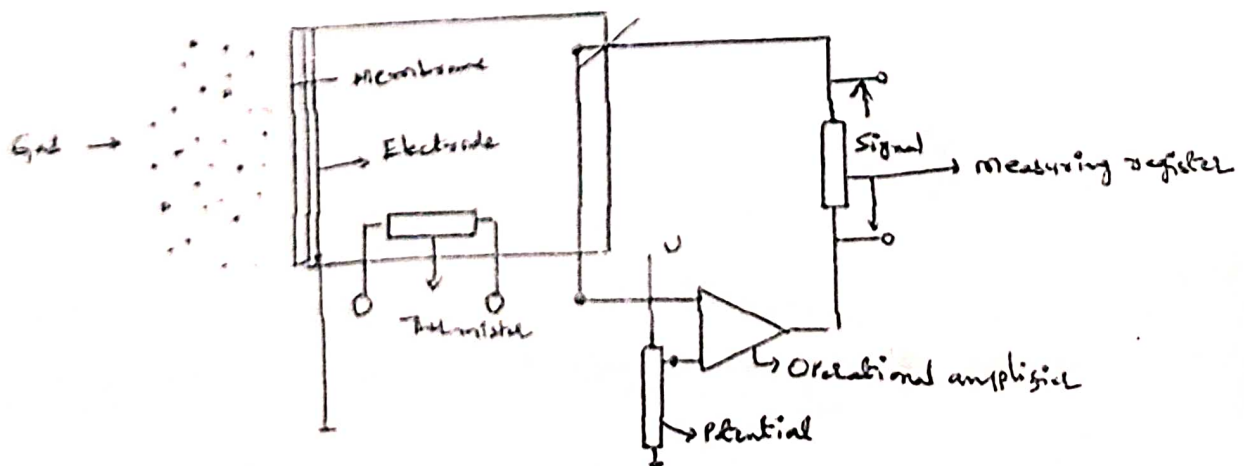 Membrane
Gas →
Electrode
Signal
measuring register
U
Thermistor
Operational amplifier
Potential